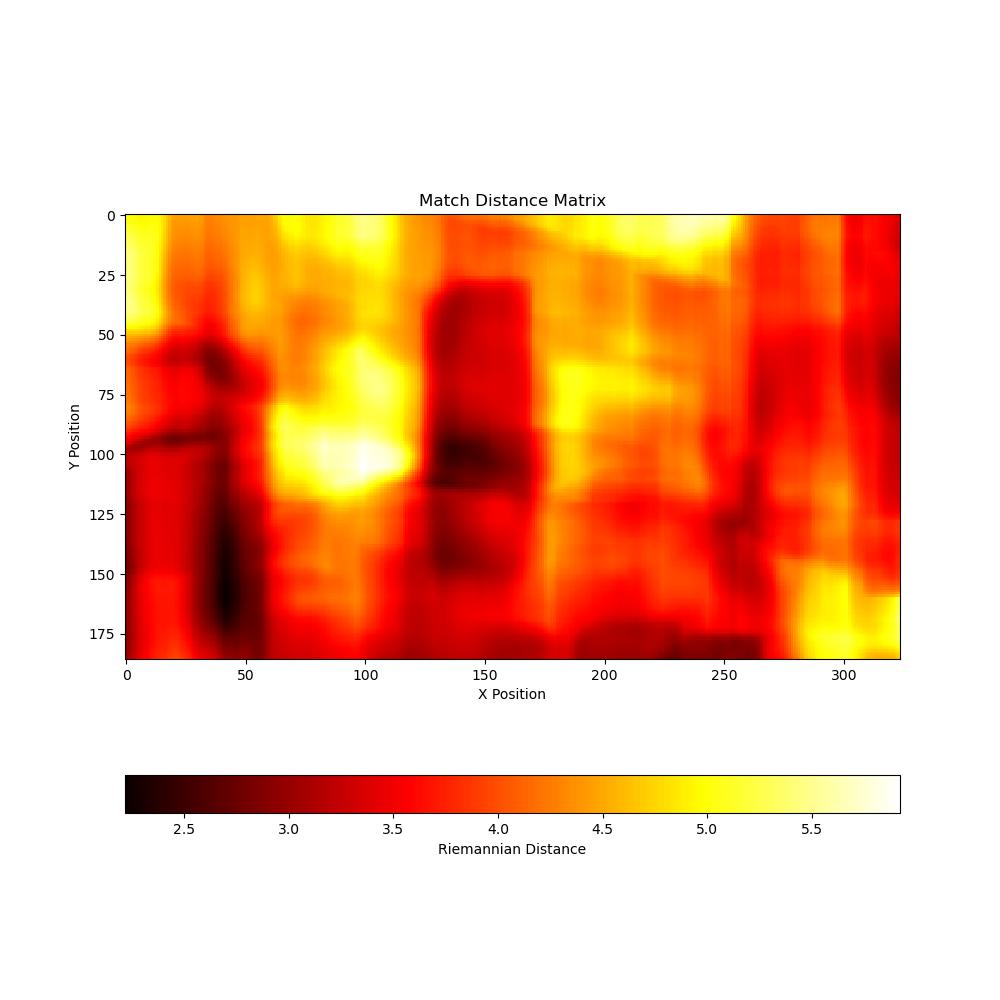 Match Distance Matrix
0
25
50
75
100
125
150
175
Y Position
0 50 100 150 200 250 300
X Position
2.5 3.0 3.5 4.0 4.5 5.0 5.5
Riemannian Distance